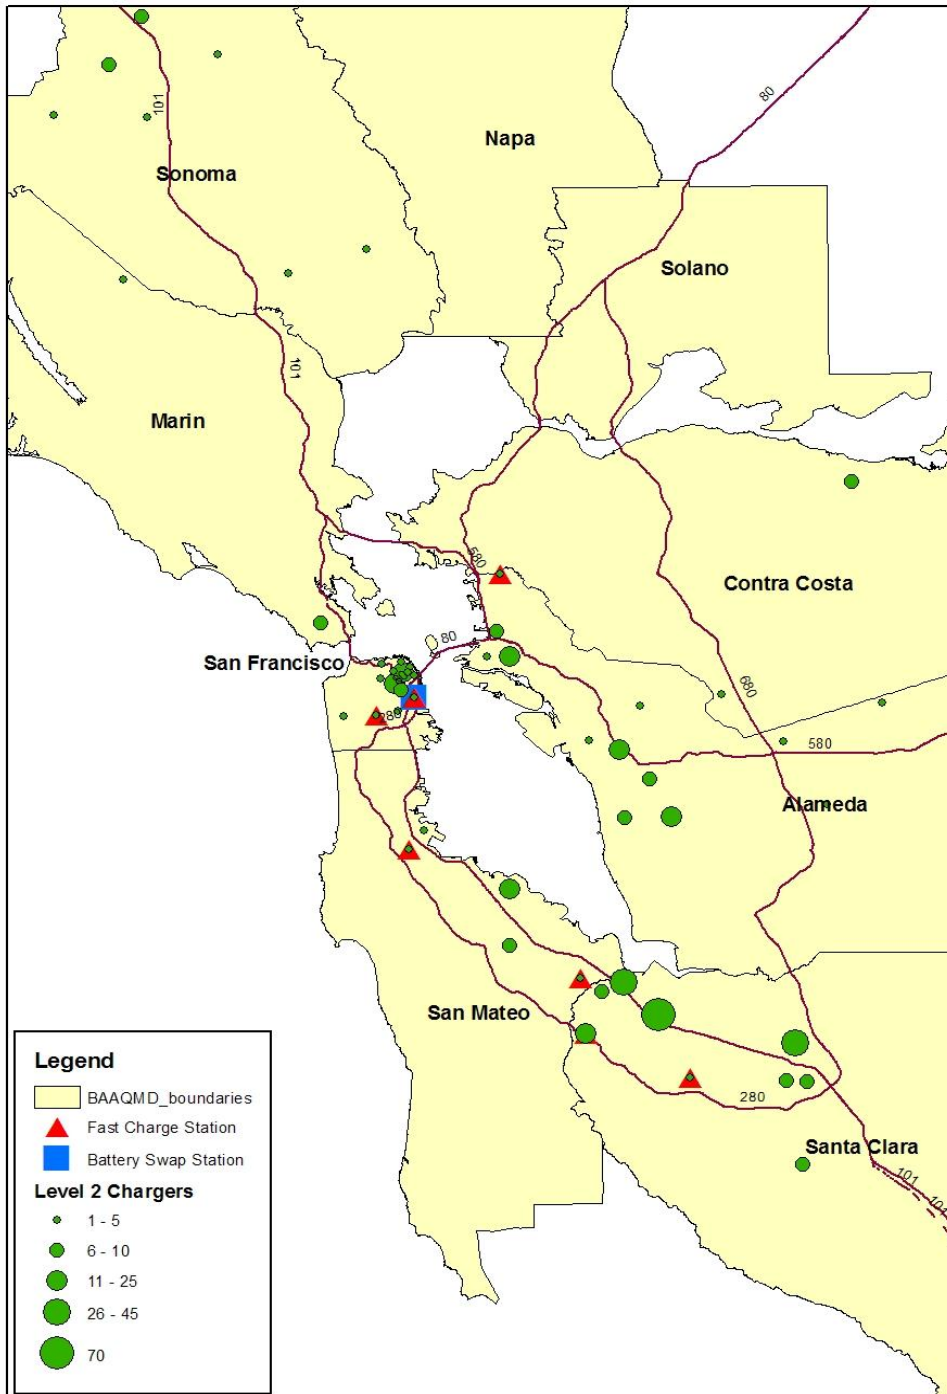 80
Napa
101
Sonoma
Solano
101
Marin
580
Contra Costa
80
San Francisco
680
280
580
Alameda
San Mateo
280
Santa Clara
101
101
Legend
BAAQMD_boundaries
Fast Charge Station
Battery Swap Station
Level 2 Chargers
1 - 5
6 - 10
11 - 25
26 - 45
70